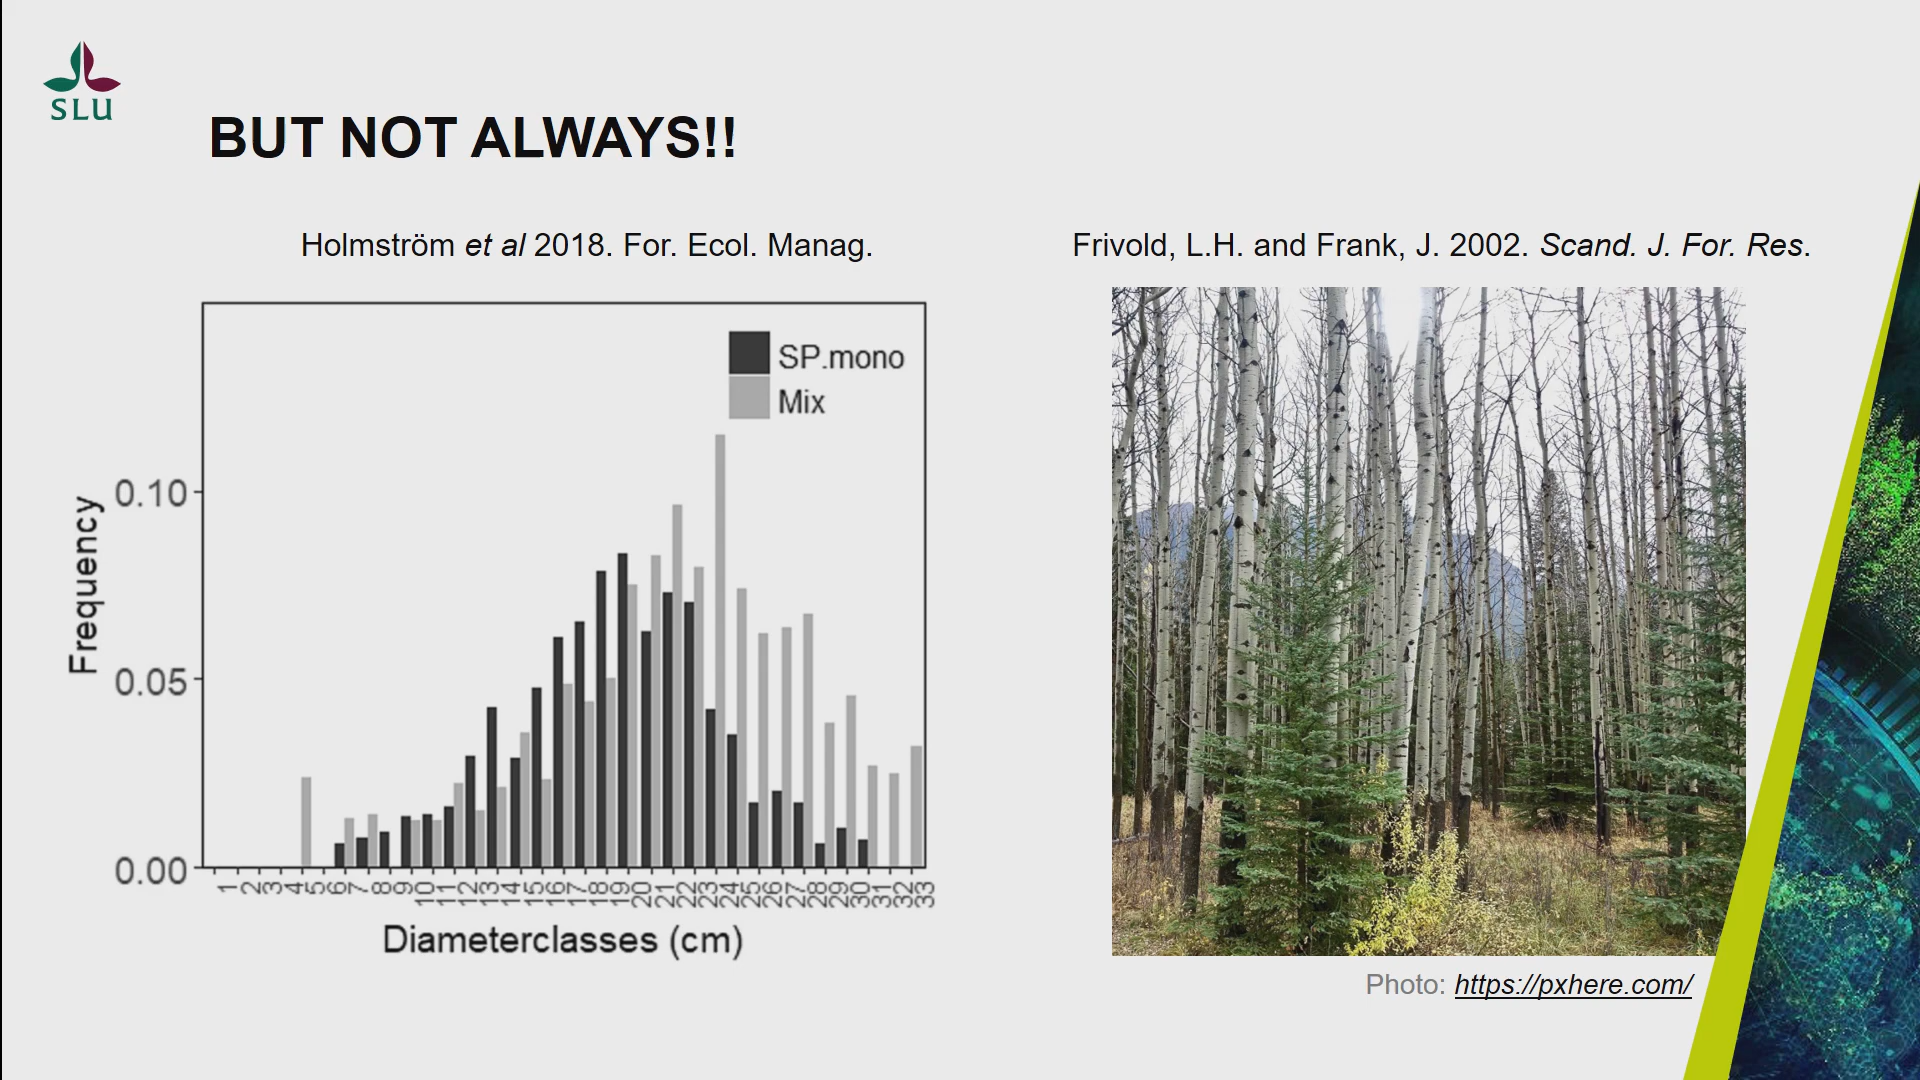 SLU
BUT NOT ALWAYS!!
Holmström et al 2018. For. Ecol. Manag.
Frivold, L.H. and Frank, J. 2002. Scand. J. For. Res.
SP.mono
Mix
Frequency
0.10
0.05
0.00
1 2 3 4 5 6 7 8 9 10 11 12 13 14 15 16 17 18 19 20 21 22 23 24 25 26 27 28 29 30 31 32 33
Diameterclasses (cm)
Photo: https://pxhere.com/